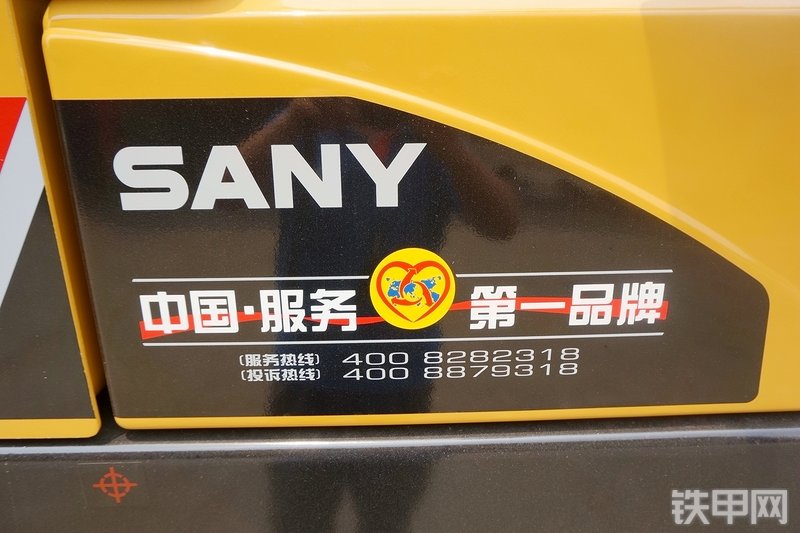 SANY
中国·服务 第一品牌
(服务热线) 400 8282318
(投诉热线) 400 8879318
铁甲网